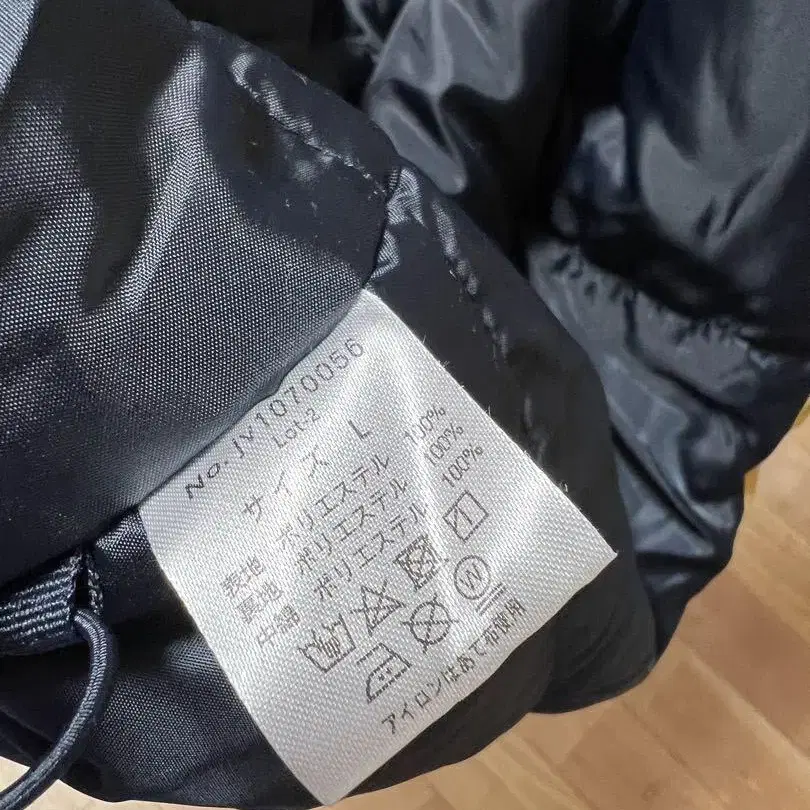 No. JV1070056
Lot-2
サイズ L
表地 ポリエステル 100%
裏地 ポリエステル 100%
中綿 ポリエステル 100%
W
アイロンはあて布使用